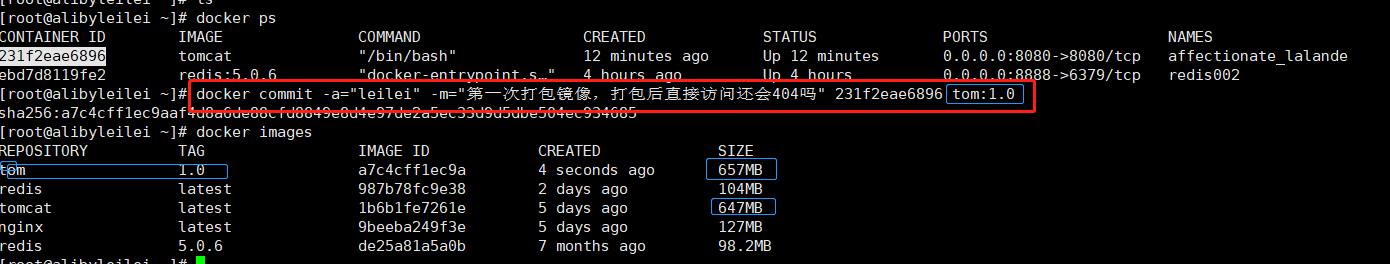 [root@alibyleilei ~]# ls
[root@alibyleilei ~]# docker ps
CONTAINER ID IMAGE COMMAND CREATED STATUS PORTS NAMES
231f2eae6896 tomcat "/bin/bash" 12 minutes ago Up 12 minutes 0.0.0.0:8080->8080/tcp affectionate_lalande
ebd7d8119fe2 redis:5.0.6 "docker-entrypoint.s…" 4 hours ago Up 4 hours 0.0.0.0:8888->6379/tcp redis002
[root@alibyleilei ~]# docker commit -a="leilei" -m="第一次打包镜像，打包后直接访问还会404吗" 231f2eae6896 tom:1.0
sha256:a7c4cff1ec9aaf4d8a6de88cfd8849e8d4e97de2a5ec33d9d5dbe504ec934685
[root@alibyleilei ~]# docker images
REPOSITORY TAG IMAGE ID CREATED SIZE
tom 1.0 a7c4cff1ec9a 4 seconds ago 657MB
redis latest 987b78fc9e38 2 days ago 104MB
tomcat latest 1b6b1fe7261e 5 days ago 647MB
nginx latest 9beeba249f3e 5 days ago 127MB
redis 5.0.6 de25a81a5a0b 7 months ago 98.2MB
[root@alibyleilei ~]#